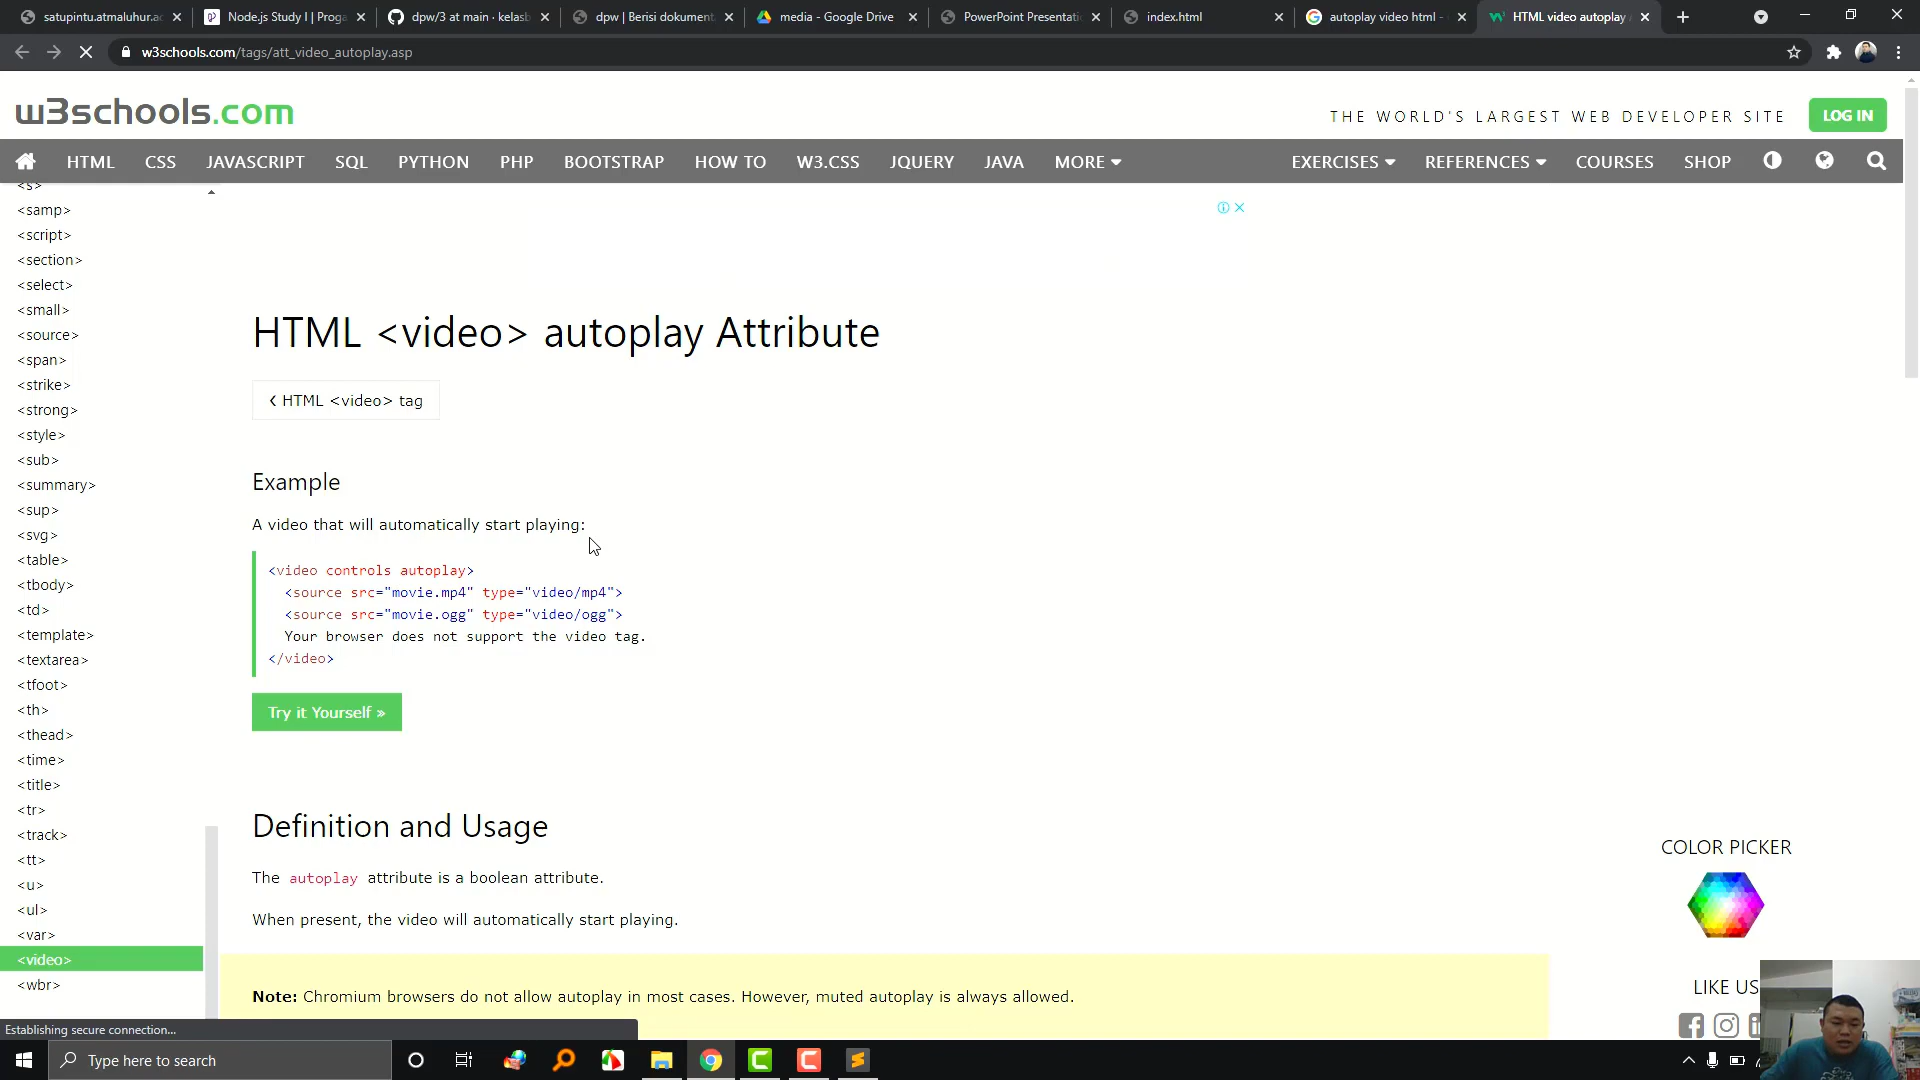 satupintu.atmaluhur.ac
Node.js Study I | Proga
dpw/3 at main · kelasb
dpw | Berisi dokument
media - Google Drive
PowerPoint Presentatio
index.html
autoplay video html -
HTML video autoplay
w3schools.com/tags/att_video_autoplay.asp
w3schools.com
THE WORLD'S LARGEST WEB DEVELOPER SITE
LOG IN
HTML CSS JAVASCRIPT SQL PYTHON PHP BOOTSTRAP HOW TO W3.CSS JQUERY JAVA MORE EXERCISES REFERENCES COURSES SHOP
<s>
<samp>
<script>
<section>
<select>
<small>
<source>
<span>
<strike>
<strong>
<style>
<sub>
<summary>
<sup>
<svg>
<table>
<tbody>
<td>
<template>
<textarea>
<tfoot>
<th>
<thead>
<time>
<title>
<tr>
<track>
<tt>
<u>
<ul>
<var>
<video>
<wbr>
HTML <video> autoplay Attribute
❮ HTML <video> tag
Example
A video that will automatically start playing:
<video controls autoplay>
<source src="movie.mp4" type="video/mp4">
<source src="movie.ogg" type="video/ogg">
Your browser does not support the video tag.
</video>
Try it Yourself »
Definition and Usage
The autoplay attribute is a boolean attribute.
When present, the video will automatically start playing.
Note: Chromium browsers do not allow autoplay in most cases. However, muted autoplay is always allowed.
COLOR PICKER
LIKE US
Establishing secure connection...
Type here to search